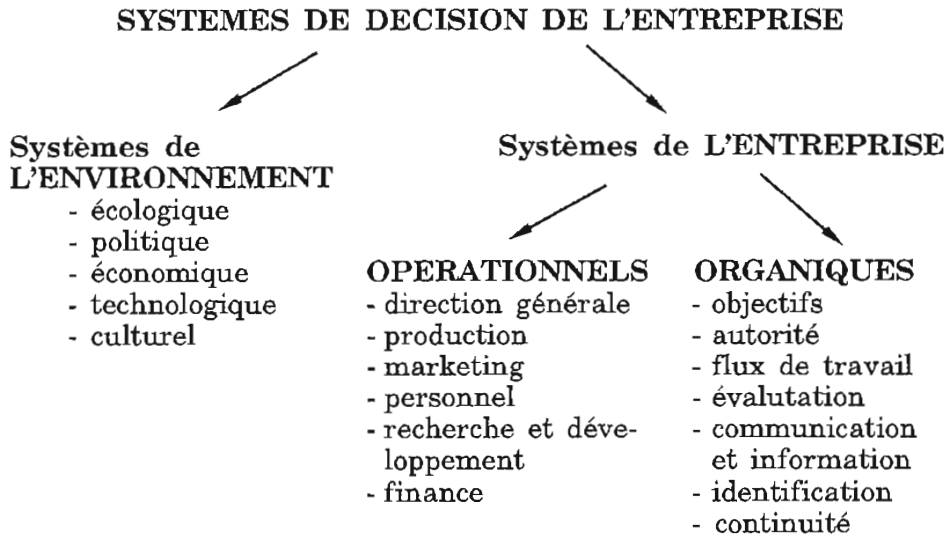 SYSTEMES DE DECISION DE L'ENTREPRISE
Systèmes de
L'ENVIRONNEMENT
- écologique
- politique
- économique
- technologique
- culturel
Systèmes de L'ENTREPRISE
OPERATIONNELS
- direction générale
- production
- marketing
- personnel
- recherche et déve-
loppement
- finance
ORGANIQUES
- objectifs
- autorité
- flux de travail
- évalutation
- communication
et information
- identification
- continuité